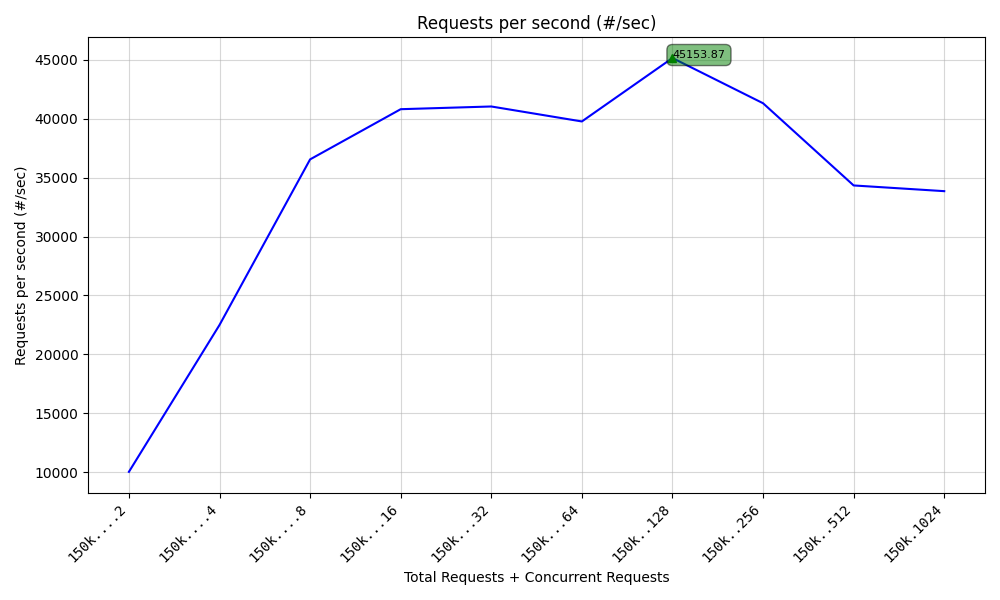 Requests per second (#/sec)
45153.87
45000
40000
35000
30000
25000
20000
15000
10000
Requests per second (#/sec)
150k....2
150k....4
150k....8
150k...16
150k...32
150k...64
150k..128
150k..256
150k..512
150k.1024
Total Requests + Concurrent Requests